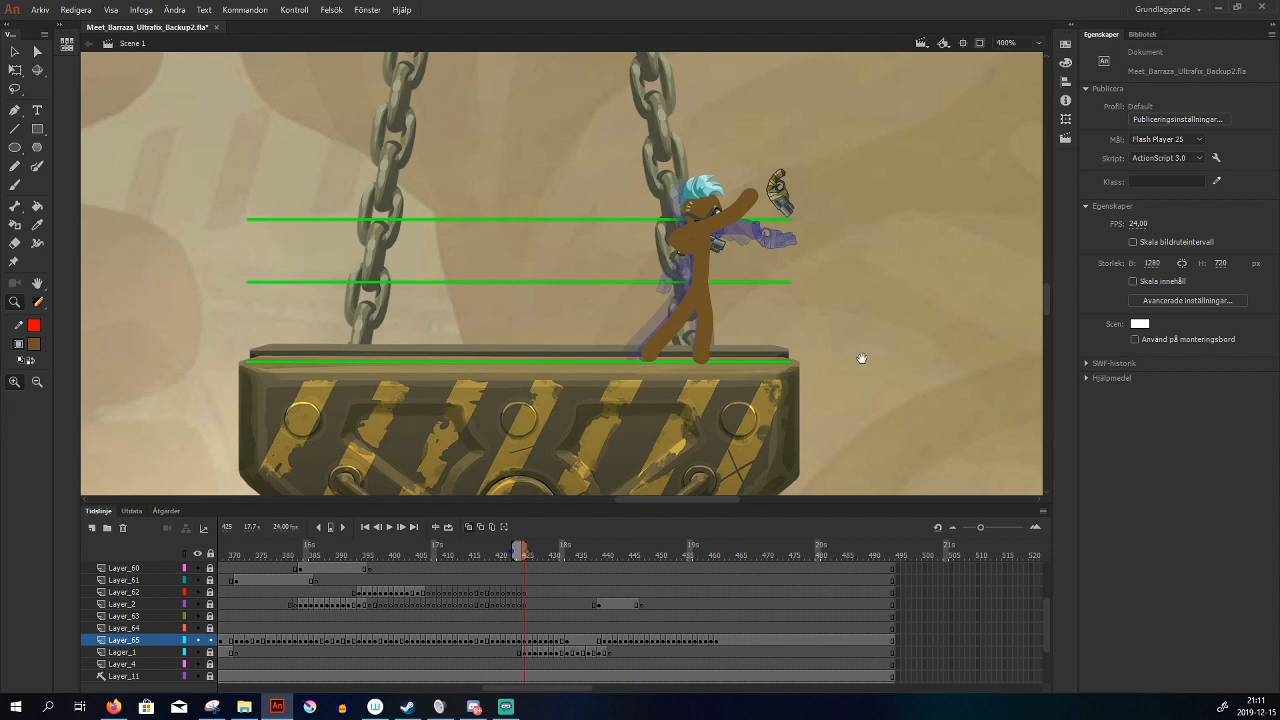 An Arkiv Redigera Visa Infoga Ändra Text Kommandon Kontroll Felsök Fönster Hjälp Grundläggande
Meet_Barraza_Ultrafix_Backup2.fla* ×
Scene 1 400%
Egenskaper Bibliotek
Dokument
An Meet_Barraza_Ultrafix_Backup2.fla
Publicera
Profil: Default
Publiceringsinställningar...
Mål: Flash Player 25
Skript: ActionScript 3.0
Klass:
Egenskaper
FPS: 24,00
Skala bildruteintervall
Storlek: B: 1280 H: 720 px
Skala innehåll
Avancerade inställningar...
Scen:
Använd på monteringsbord
SWF-historik
Hjälpmedel
Tidslinje Utdata Åtgärder
425 17,7 s 24,00 fps
16s 17s 18s 19s 20s 21s
370 375 380 385 390 395 400 405 410 415 420 425 430 435 440 445 450 455 460 465 470 475 480 485 490 495 500 505 510 515 520
Layer_60
Layer_61
Layer_62
Layer_2
Layer_63
Layer_64
Layer_65
Lager_1
Layer_4
Layer_11
21:11
2019-12-15